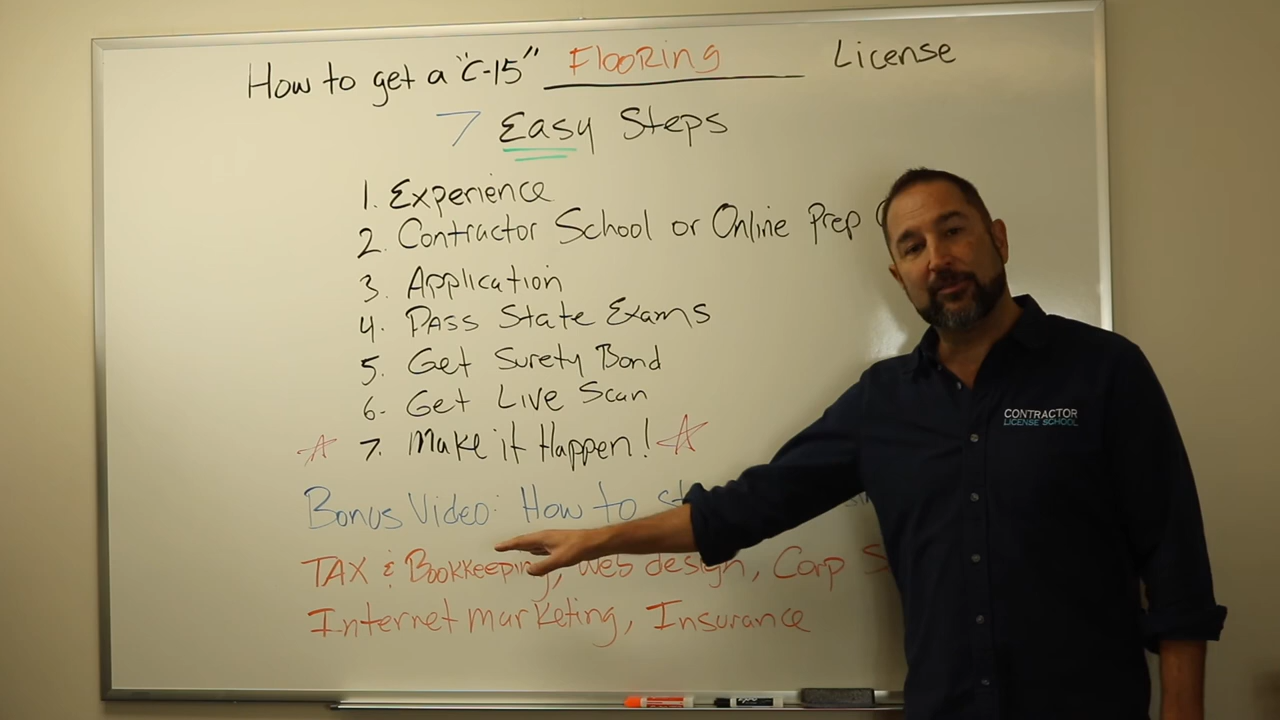 How to get a "C-15" Flooring License
7 Easy Steps
1. Experience
2. Contractor School or Online Prep
3. Application
4. Pass State Exams
5. Get Surety Bond
6. Get Live Scan
7. Make it Happen!
Bonus Video: How to
TAX & Bookkeeping, Web design, Corp
Internet marketing, Insurance
CONTRACTOR
LICENSE SCHOOL